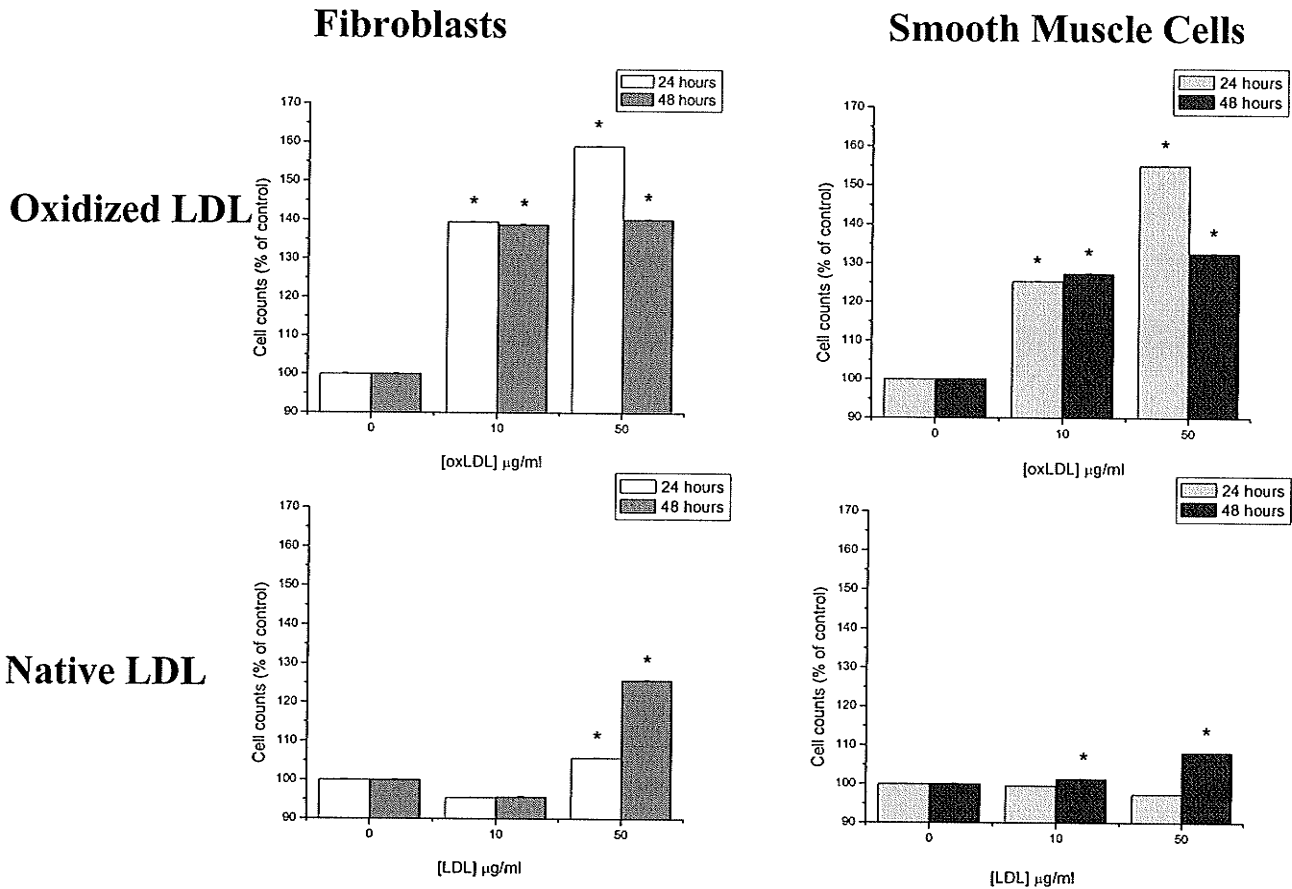 Fibroblasts
Smooth Muscle Cells
Oxidized LDL
24 hours
48 hours
170
160
150
140
130
120
110
100
90
Cell counts (% of control)
* * * *
0 10 50
[oxLDL] µg/ml
24 hours
48 hours
170
160
150
140
130
120
110
100
90
Cell counts (% of control)
* * * *
0 10 50
[oxLDL] µg/ml
Native LDL
24 hours
48 hours
170
160
150
140
130
120
110
100
90
Cell counts (% of control)
* *
0 10 50
[LDL] µg/ml
24 hours
48 hours
170
160
150
140
130
120
110
100
90
Cell counts (% of control)
* *
0 10 50
[LDL] µg/ml